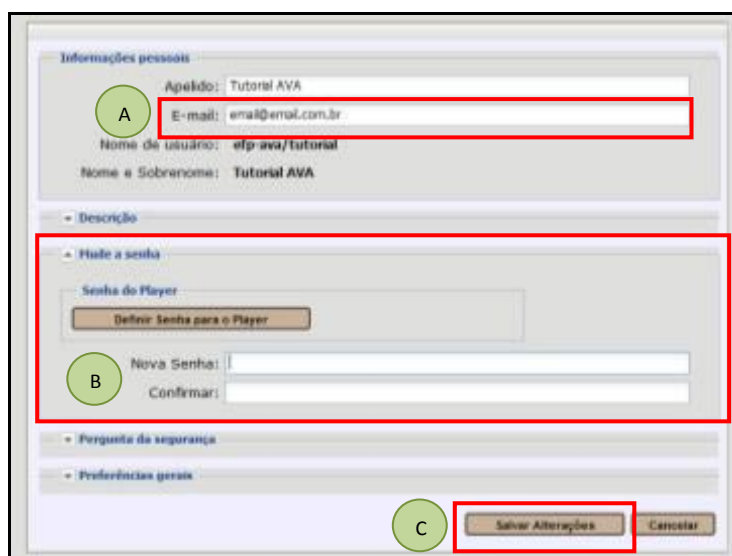 Informações pessoais
Apelido: Tutorial AVA
A
E-mail: email@email.com.br
Nome de usuário: efp-ava/tutorial
Nome e Sobrenome: Tutorial AVA
Descrição
Mude a senha
Senha do Player
Definir Senha para o Player
Nova Senha:
B
Confirmar:
Pergunta da segurança
Preferências gerais
C
Salvar Alterações Cancelar